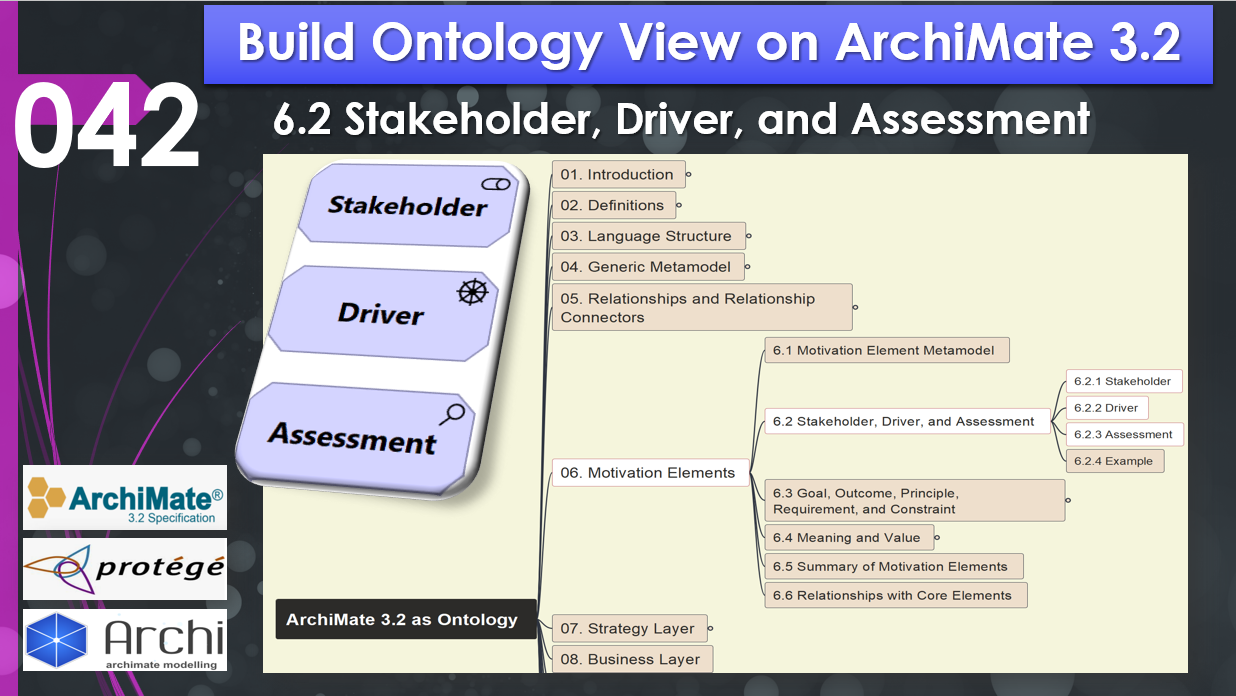 Build Ontology View on ArchiMate 3.2
042
6.2 Stakeholder, Driver, and Assessment
Stakeholder
Driver
Assessment
01. Introduction
02. Definitions
03. Language Structure
04. Generic Metamodel
05. Relationships and Relationship
Connectors
6.1 Motivation Element Metamodel
6.2.1 Stakeholder
6.2.2 Driver
6.2 Stakeholder, Driver, and Assessment
6.2.3 Assessment
6.2.4 Example
06. Motivation Elements
6.3 Goal, Outcome, Principle,
Requirement, and Constraint
6.4 Meaning and Value
6.5 Summary of Motivation Elements
6.6 Relationships with Core Elements
ArchiMate 3.2 as Ontology
07. Strategy Layer
08. Business Layer
ArchiMate®
3.2 Specification
protégé
Archi
archimate modelling